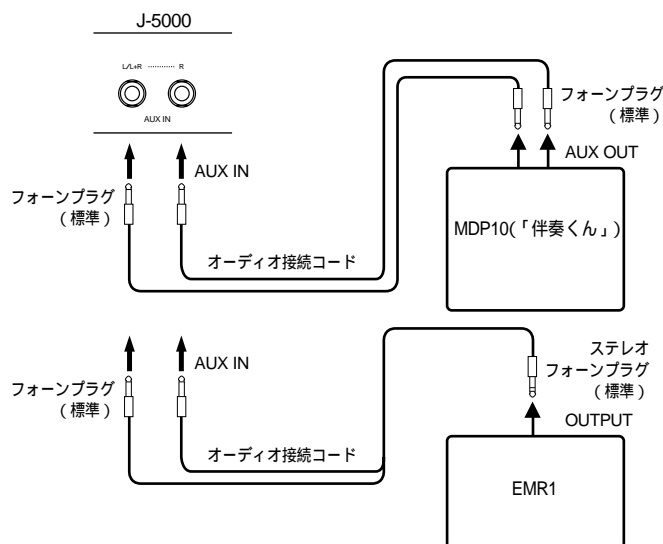 J-5000
L/L+R ············ R
AUX IN
フォーンプラグ
（標準）
AUX OUT
AUX IN
フォーンプラグ
（標準）
MDP10(「伴奏くん」)
オーディオ接続コード
AUX IN
ステレオ
フォーンプラグ
（標準）
フォーンプラグ
（標準）
OUTPUT
オーディオ接続コード
EMR1